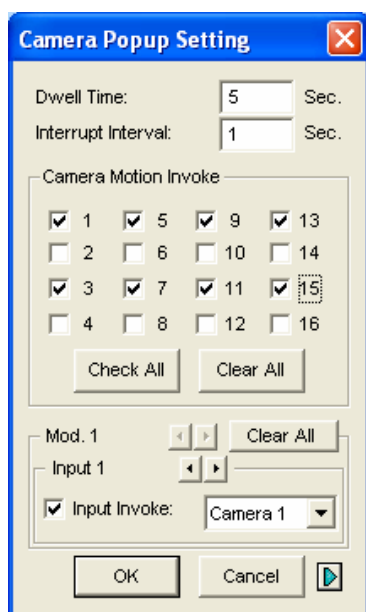 Camera Popup Setting
Dwell Time: 5 Sec.
Interrupt Interval: 1 Sec.
Camera Motion Invoke
1 5 9 13
2 6 10 14
3 7 11 15
4 8 12 16
Check All Clear All
Mod. 1 Clear All
Input 1
Input Invoke: Camera 1
OK Cancel